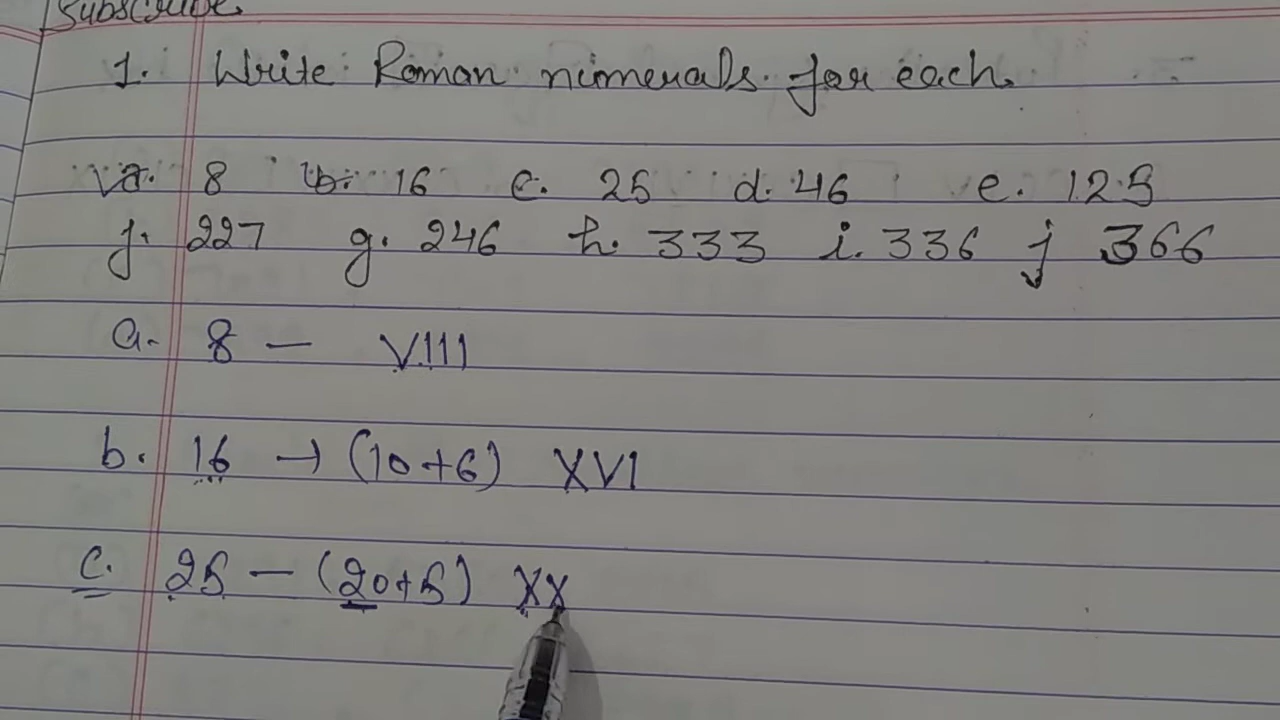 Subscribe
1. Write Roman numerals for each.
a. 8 b. 16 c. 25 d. 46 e. 125
f. 227 g. 246 h. 333 i. 336 j 366
a. 8 — VIII
b. 16 → (10+6) XVI
c. 25 — (20+5) XX